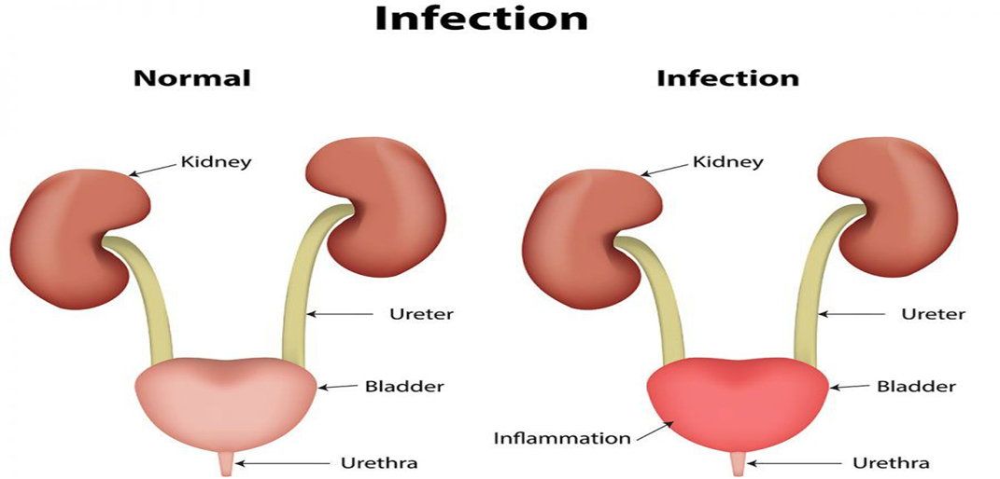 Infection
Normal
Infection
Kidney
Ureter
Bladder
Urethra
Kidney
Ureter
Bladder
Inflammation
Urethra